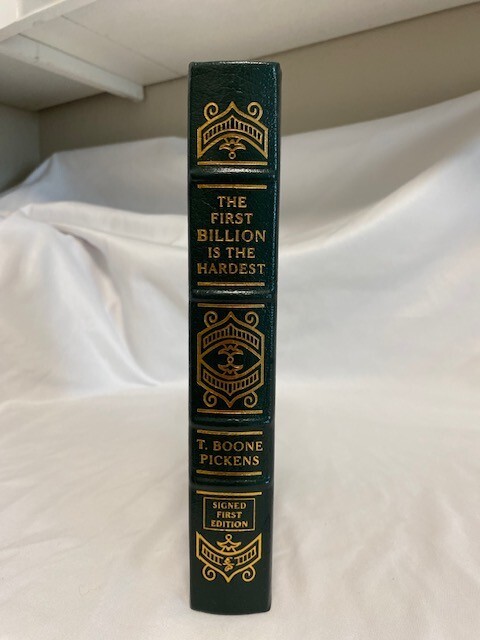 THE
FIRST
BILLION
IS THE
HARDEST
T. BOONE
PICKENS
SIGNED
FIRST
EDITION